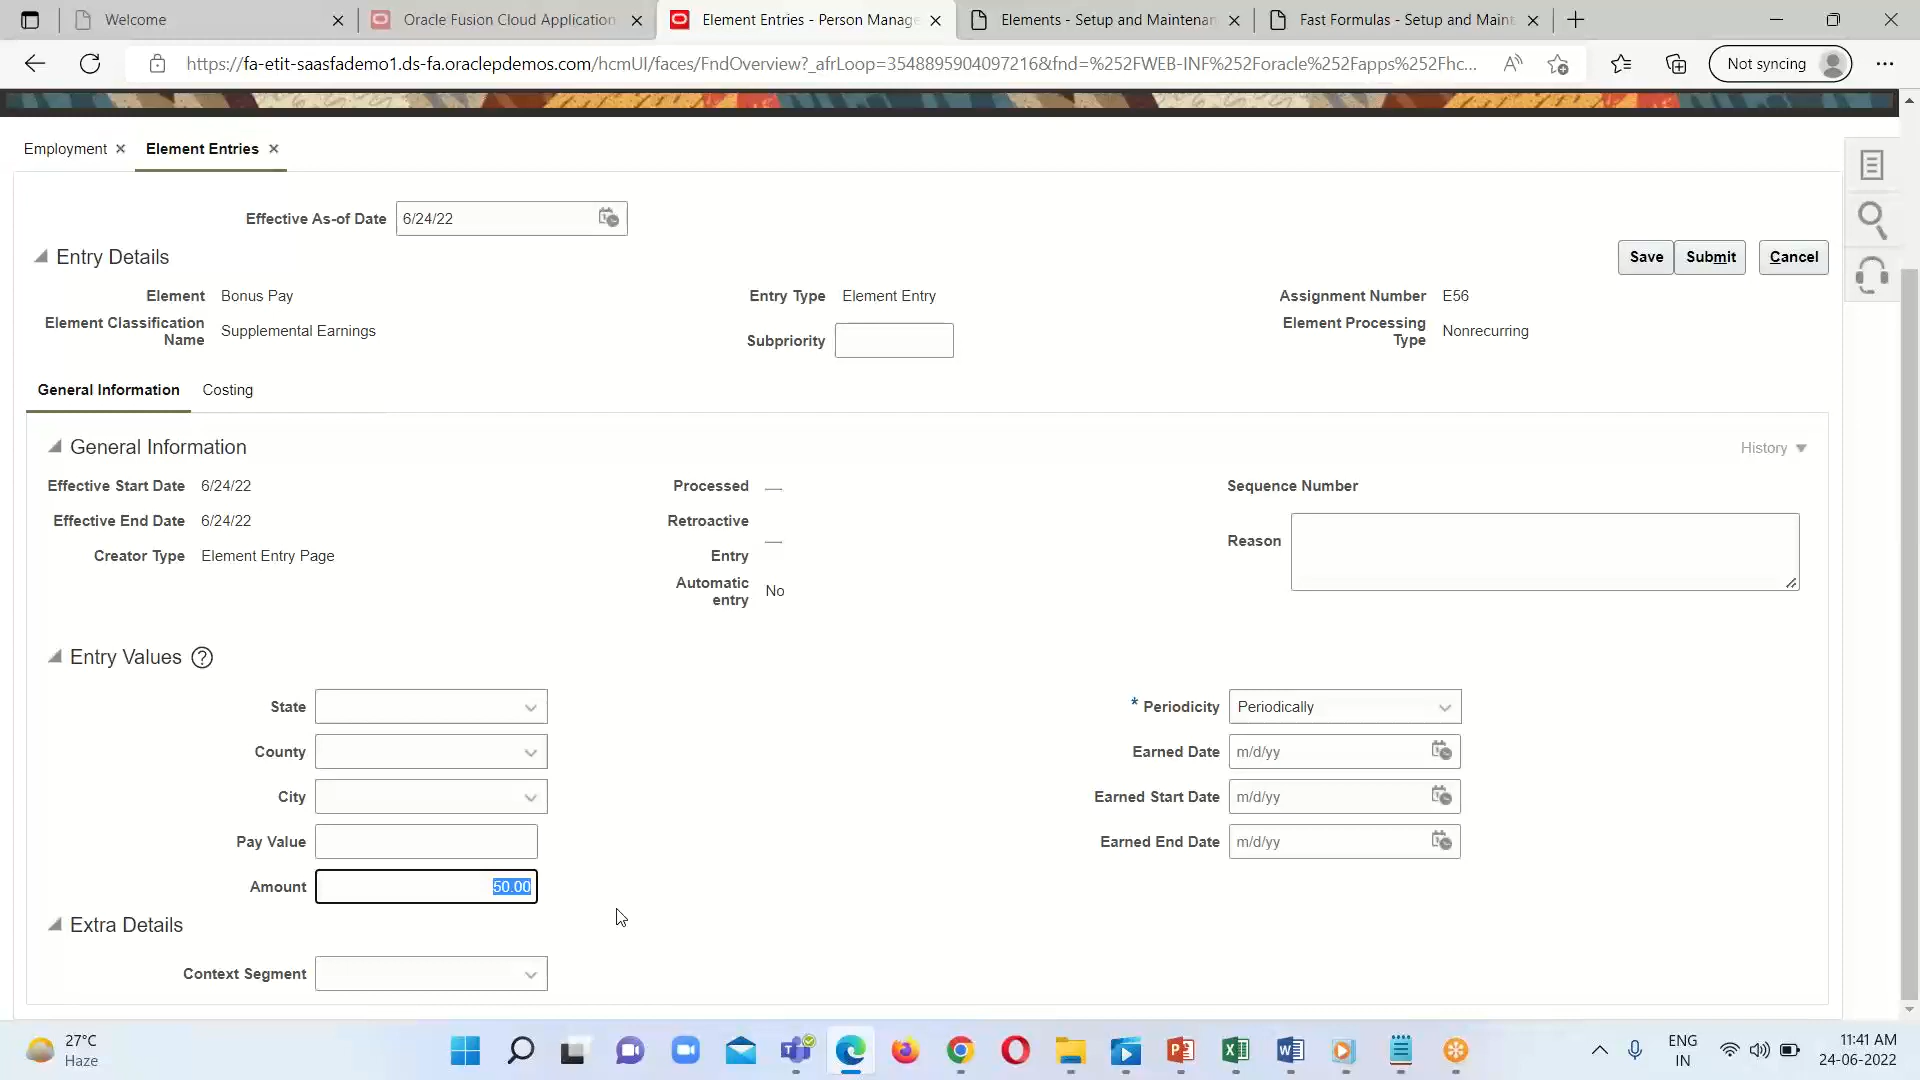 Welcome
Oracle Fusion Cloud Application
Element Entries - Person Manage
Elements - Setup and Maintenan
Fast Formulas - Setup and Maint
https://fa-etit-saasfademo1.ds-fa.oraclepdemos.com/hcmUI/faces/FndOverview?_afrLoop=3548895904097216&fnd=%252FWEB-INF%252Foracle%252Fapps%252Fhc...
Not syncing
Employment
Element Entries
Effective As-of Date 6/24/22
Entry Details
Save Submit Cancel
Element Bonus Pay
Entry Type Element Entry
Assignment Number E56
Element Classification Name Supplemental Earnings
Subpriority
Element Processing Type Nonrecurring
General Information Costing
General Information
History
Effective Start Date 6/24/22
Processed
Sequence Number
Effective End Date 6/24/22
Retroactive
Entry
Reason
Creator Type Element Entry Page
Automatic entry No
Entry Values ?
State
* Periodicity Periodically
County
Earned Date m/d/yy
City
Earned Start Date m/d/yy
Pay Value
Earned End Date m/d/yy
Amount 50.00
Extra Details
Context Segment
27°C
Haze
ENG
IN
11:41 AM
24-06-2022